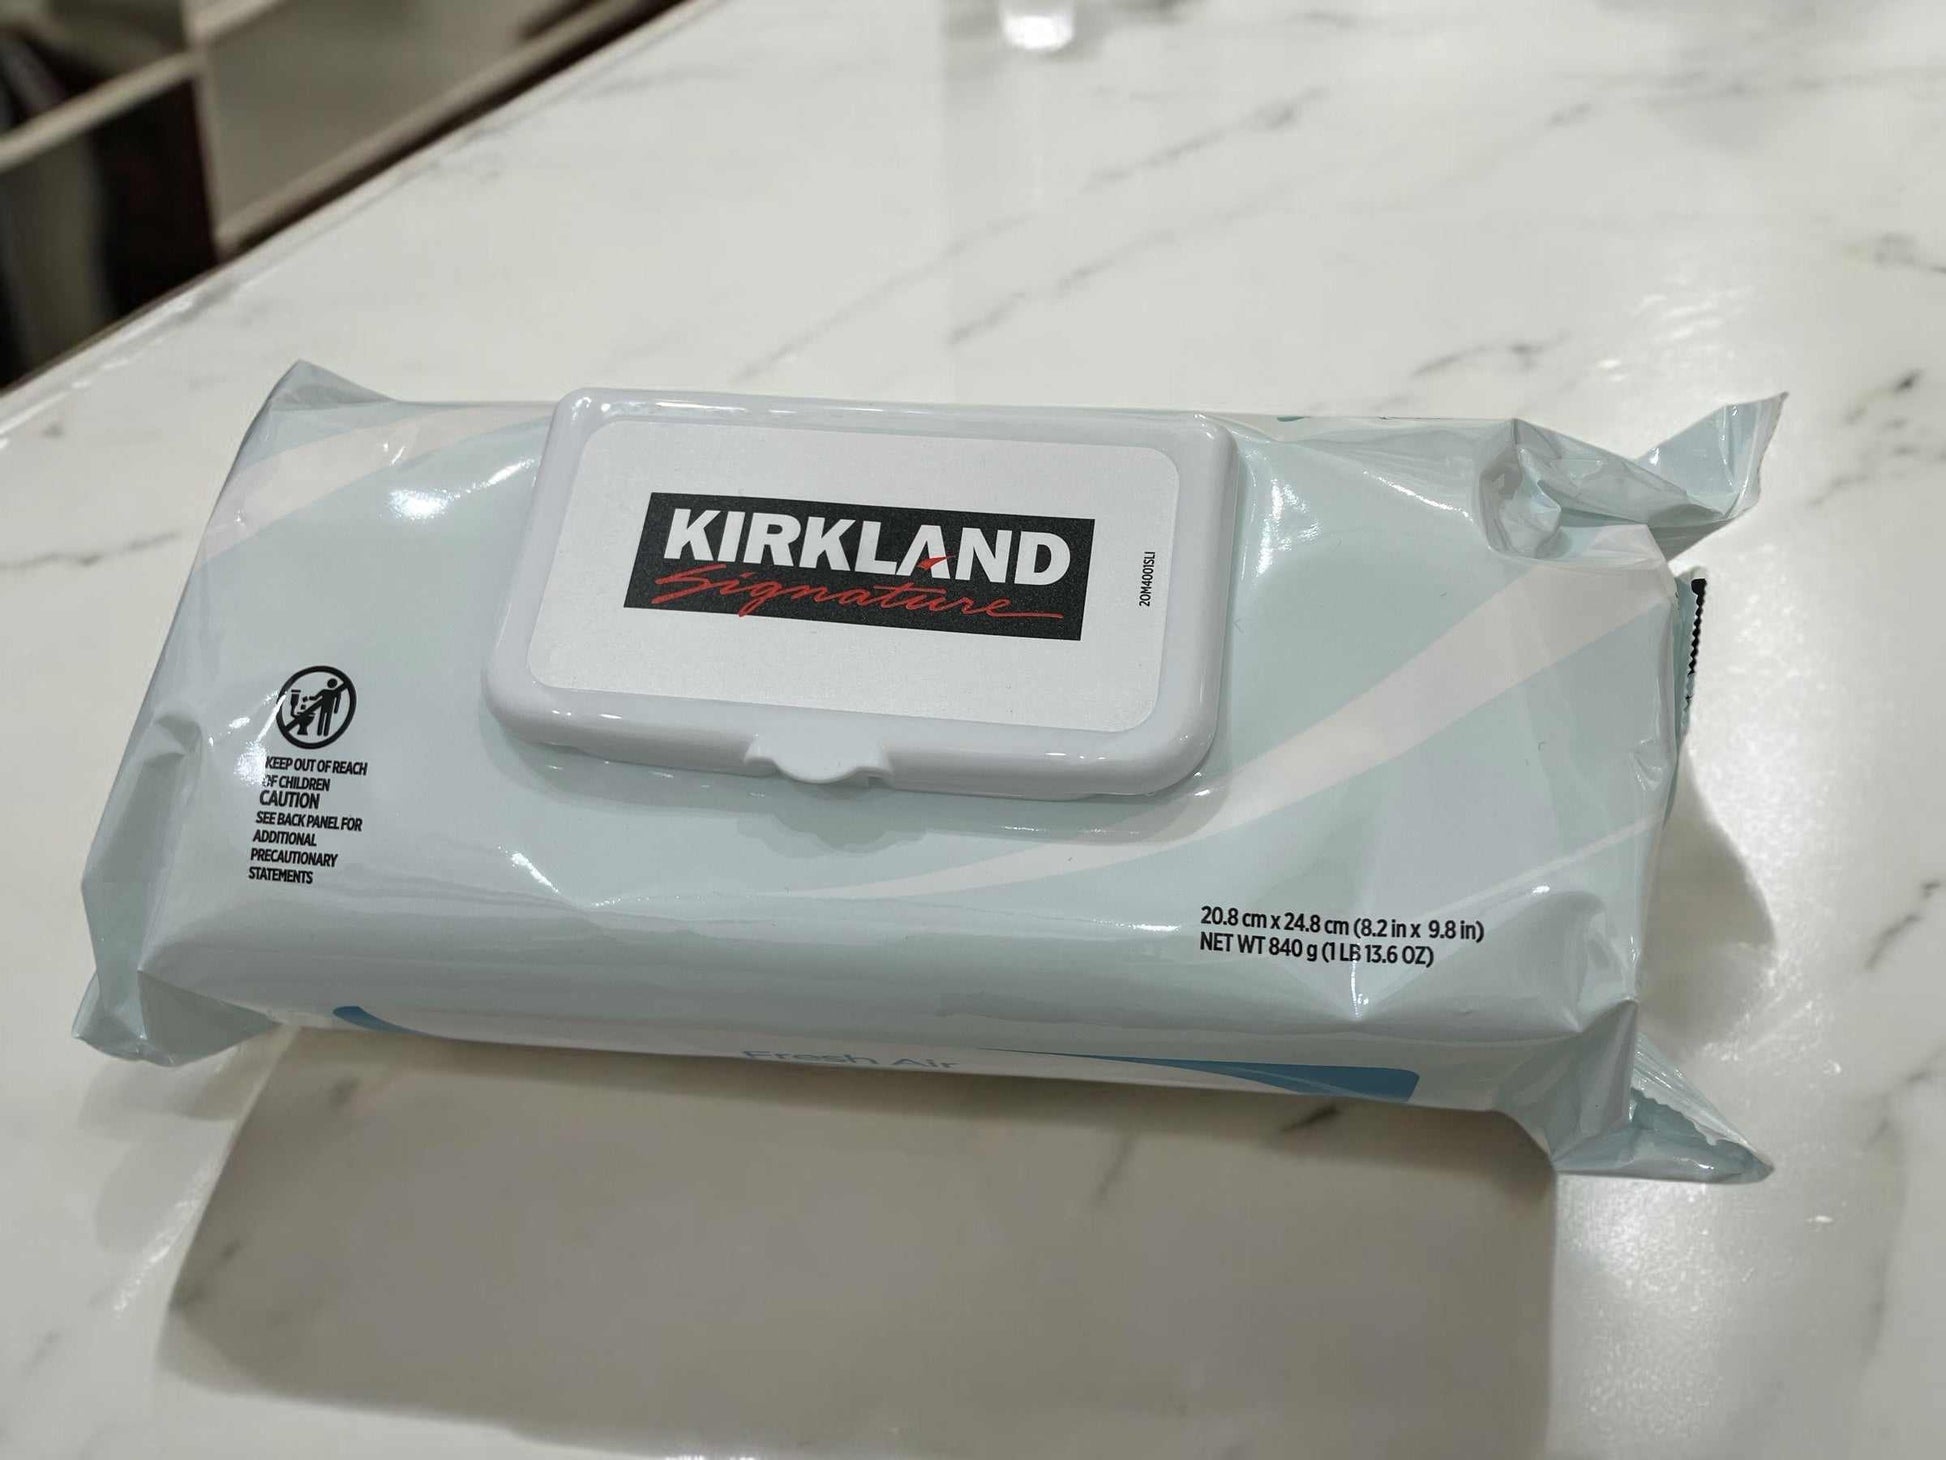 KIRKLAND
Signature
20M4001SLI
KEEP OUT OF REACH
OF CHILDREN
CAUTION
SEE BACK PANEL FOR
ADDITIONAL
PRECAUTIONARY
STATEMENTS
20.8 cm x 24.8 cm (8.2 in x 9.8 in)
NET WT 840 g (1 LB 13.6 OZ)
Fresh Air